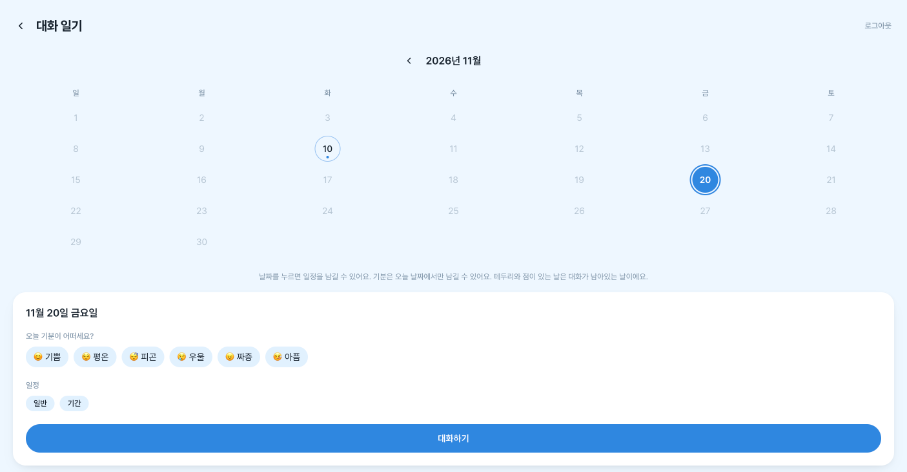 대화 일기
로그아웃
2026년 11월
일 월 화 수 목 금 토
1 2 3 4 5 6 7
8 9 10 11 12 13 14
15 16 17 18 19 20 21
22 23 24 25 26 27 28
29 30
날짜를 누르면 일정을 남길 수 있어요. 기분은 오늘 날짜에서만 남길 수 있어요. 테두리와 점이 있는 날은 대화가 남아있는 날이에요.
11월 20일 금요일
오늘 기분이 어떠세요?
😊 기쁨 😌 평온 😴 피곤 😢 우울 😠 짜증 🤒 아픔
일정
일반 기간
대화하기